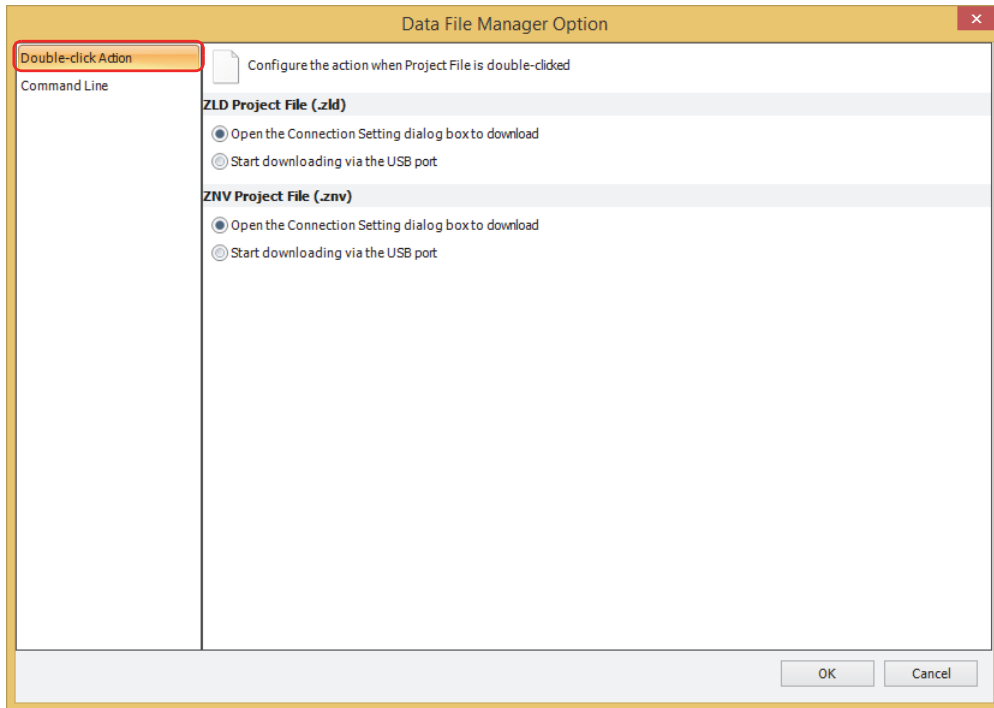 Data File Manager Option
Double-click Action
Command Line
Configure the action when Project File is double-clicked
ZLD Project File (.zld)
Open the Connection Setting dialog box to download
Start downloading via the USB port
ZNV Project File (.znv)
Open the Connection Setting dialog box to download
Start downloading via the USB port
OK
Cancel